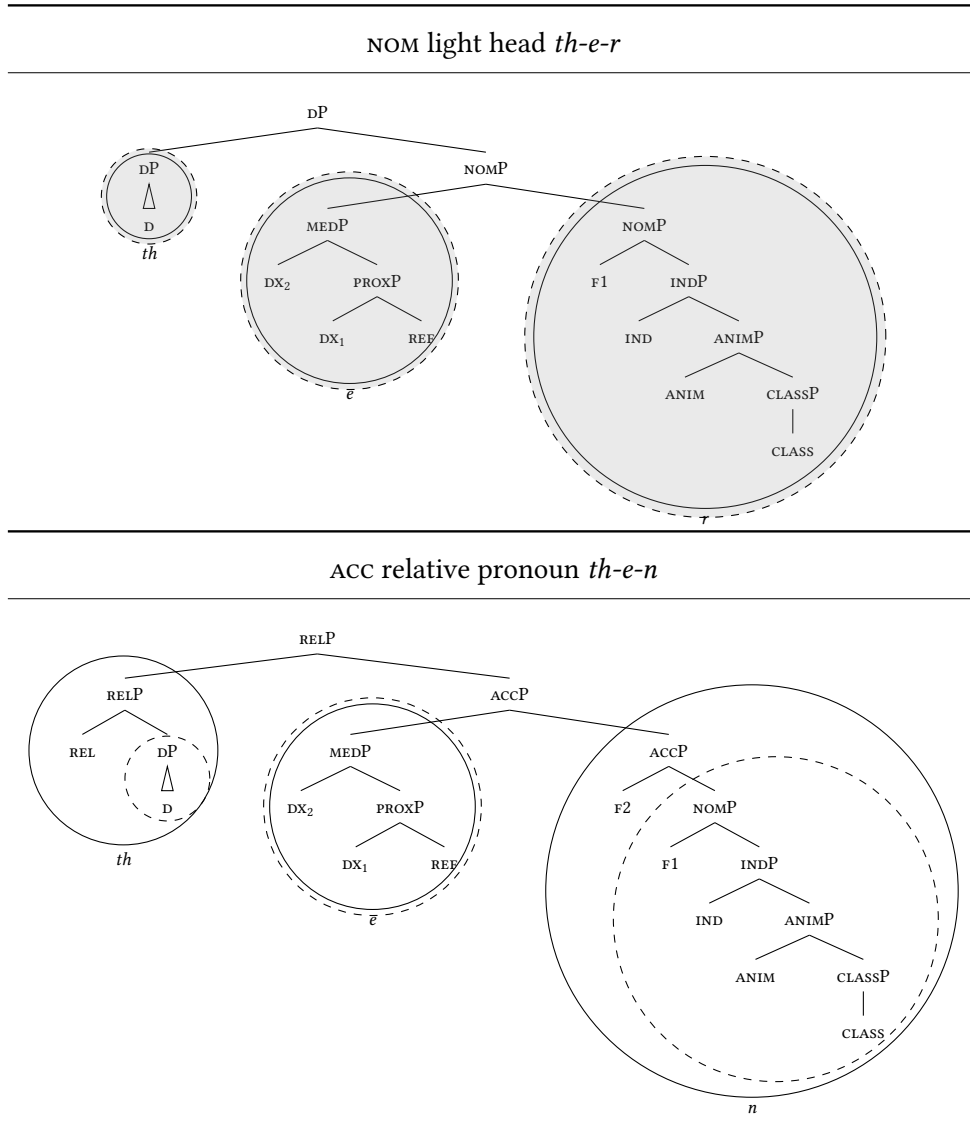 NOM light head th-e-r
DP
DP NOMP
D MEDP NOMP
th DX₂ PROXP F1 INDP
DX₁ REF IND ANIMP
e ANIM CLASSP
CLASS
r
ACC relative pronoun th-e-n
RELP
RELP ACCP
REL DP MEDP ACCP
D DX₂ PROXP F2 NOMP
th DX₁ REF F1 INDP
e IND ANIMP
ANIM CLASSP
CLASS
n